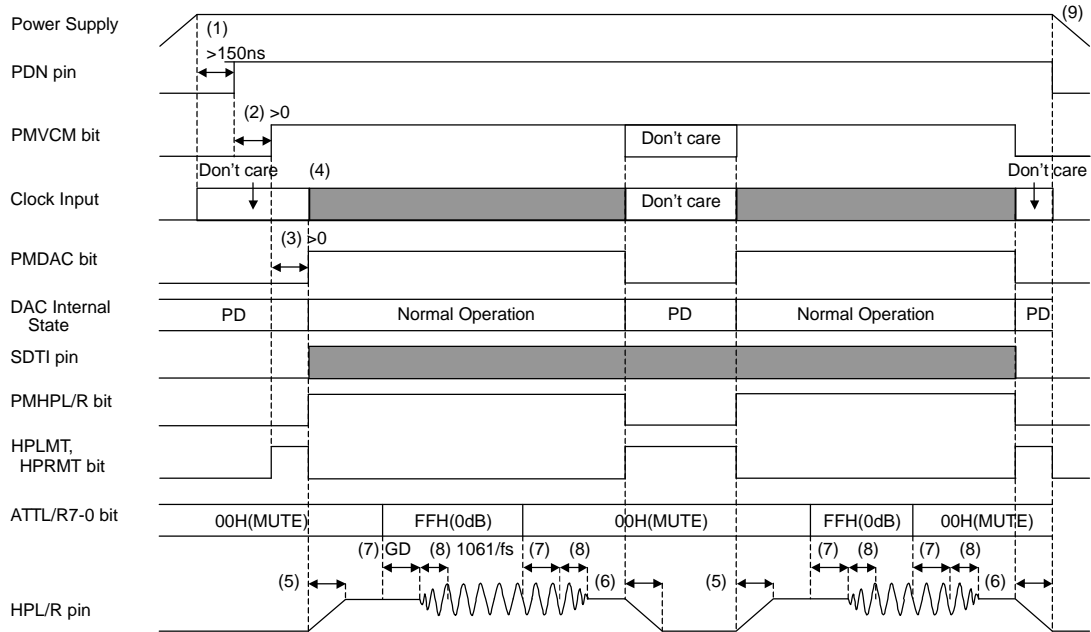 Power Supply
(1)
(9)
>150ns
PDN pin
(2) >0
PMVCM bit
Don't care
Don't care
(4)
Don't care
Clock Input
Don't care
(3) >0
PMDAC bit
DAC Internal
State
PD
Normal Operation
PD
Normal Operation
PD
SDTI pin
PMHPL/R bit
HPLMT,
HPRMT bit
ATTL/R7-0 bit
00H(MUTE)
FFH(0dB)
00H(MUTE)
FFH(0dB)
00H(MUTE)
(7) GD
(8) 1061/fs
(7)
(8)
(7)
(8)
(7)
(8)
(5)
(6)
(5)
(6)
HPL/R pin